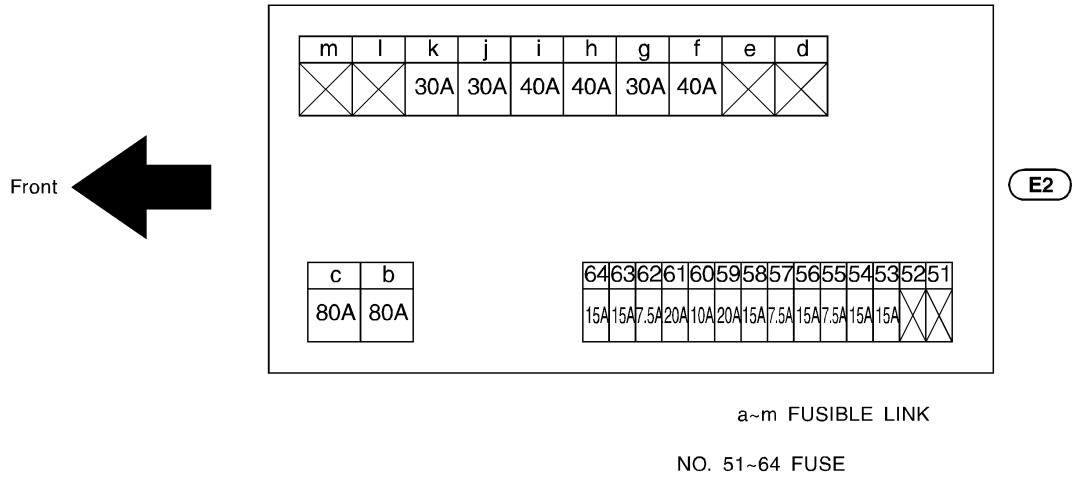 m l k j i h g f e d
30A 30A 40A 40A 30A 40A
Front
E2
c b
80A 80A
64 63 62 61 60 59 58 57 56 55 54 53 52 51
15A 15A 7.5A 20A 10A 20A 15A 7.5A 15A 7.5A 15A 15A
a~m FUSIBLE LINK
NO. 51~64 FUSE